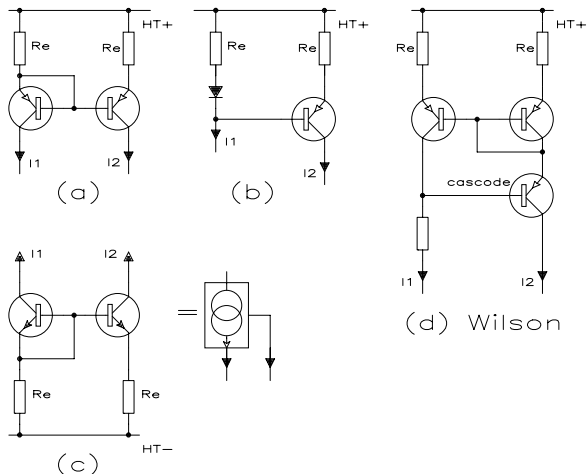 HT+
Re
Re
I1
I2
(a)
HT+
Re
Re
I1
I2
(b)
HT+
Re
Re
cascode
I1
I2
(d) Wilson
I1
I2
Re
Re
HT−
(c)
=